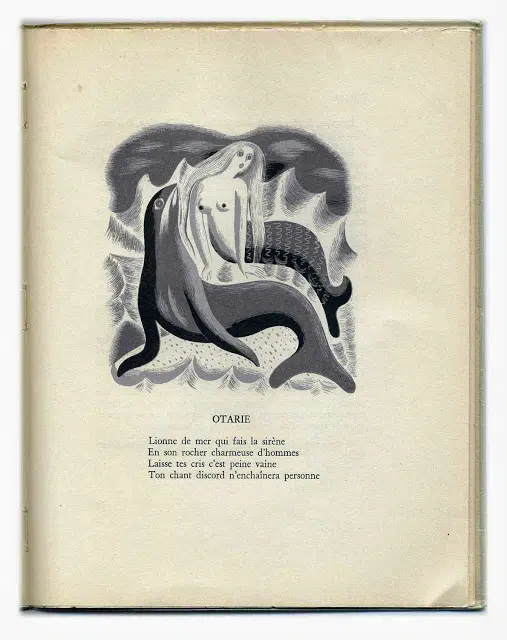 OTARIE
Lionne de mer qui fais la sirène
En son rocher charmeuse d'hommes
Laisse tes cris c'est peine vaine
Ton chant discord n'enchaînera personne